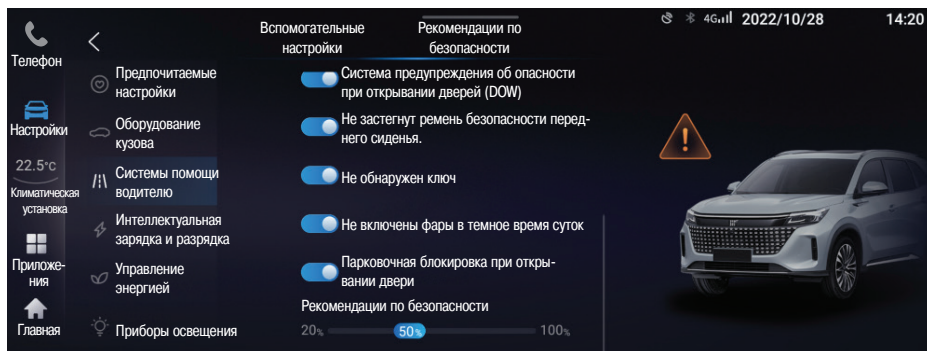 4G 2022/10/28 14:20
Телефон
Настройки
22.5°C
Климатическая
установка
Приложе-
ния
Главная
Предпочитаемые
настройки
Оборудование
кузова
Системы помощи
водителю
Интеллектуальная
зарядка и разрядка
Управление
энергией
Приборы освещения
Вспомогательные
настройки
Рекомендации по
безопасности
Система предупреждения об опасности
при открывании дверей (DOW)
Не застегнут ремень безопасности перед-
него сиденья.
Не обнаружен ключ
Не включены фары в темное время суток
Парковочная блокировка при откры-
вании двери
Рекомендации по безопасности
20% 50% 100%